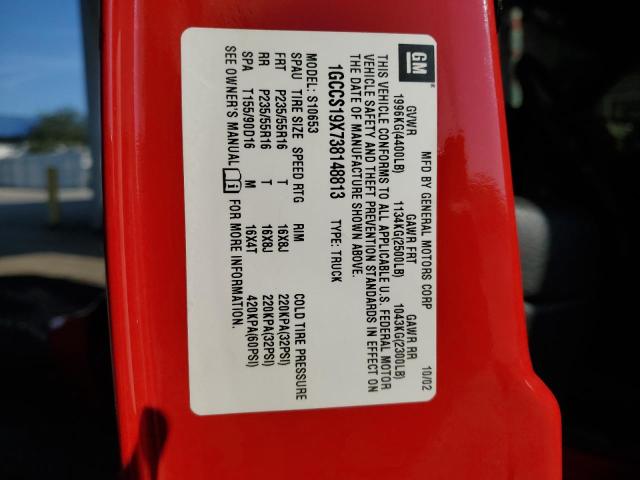 GM
MFD BY GENERAL MOTORS CORP 10/02
GVWR GAWR FRT GAWR RR
1996KG(4400LB) 1134KG(2500LB) 1043KG(2300LB)
THIS VEHICLE CONFORMS TO ALL APPLICABLE U.S. FEDERAL MOTOR
VEHICLE SAFETY AND THEFT PREVENTION STANDARDS IN EFFECT ON
THE DATE OF MANUFACTURE SHOWN ABOVE.
1GCCS19X738148813 TYPE: TRUCK
MODEL: S10653
SPAU TIRE SIZE SPEED RTG RIM COLD TIRE PRESSURE
FRT P235/55R16 T 16X8J 220KPA(32PSI)
RR P235/55R16 T 16X8J 220KPA(32PSI)
SPA T155/90D16 M 16X4T 420KPA(60PSI)
SEE OWNER'S MANUAL FOR MORE INFORMATION.